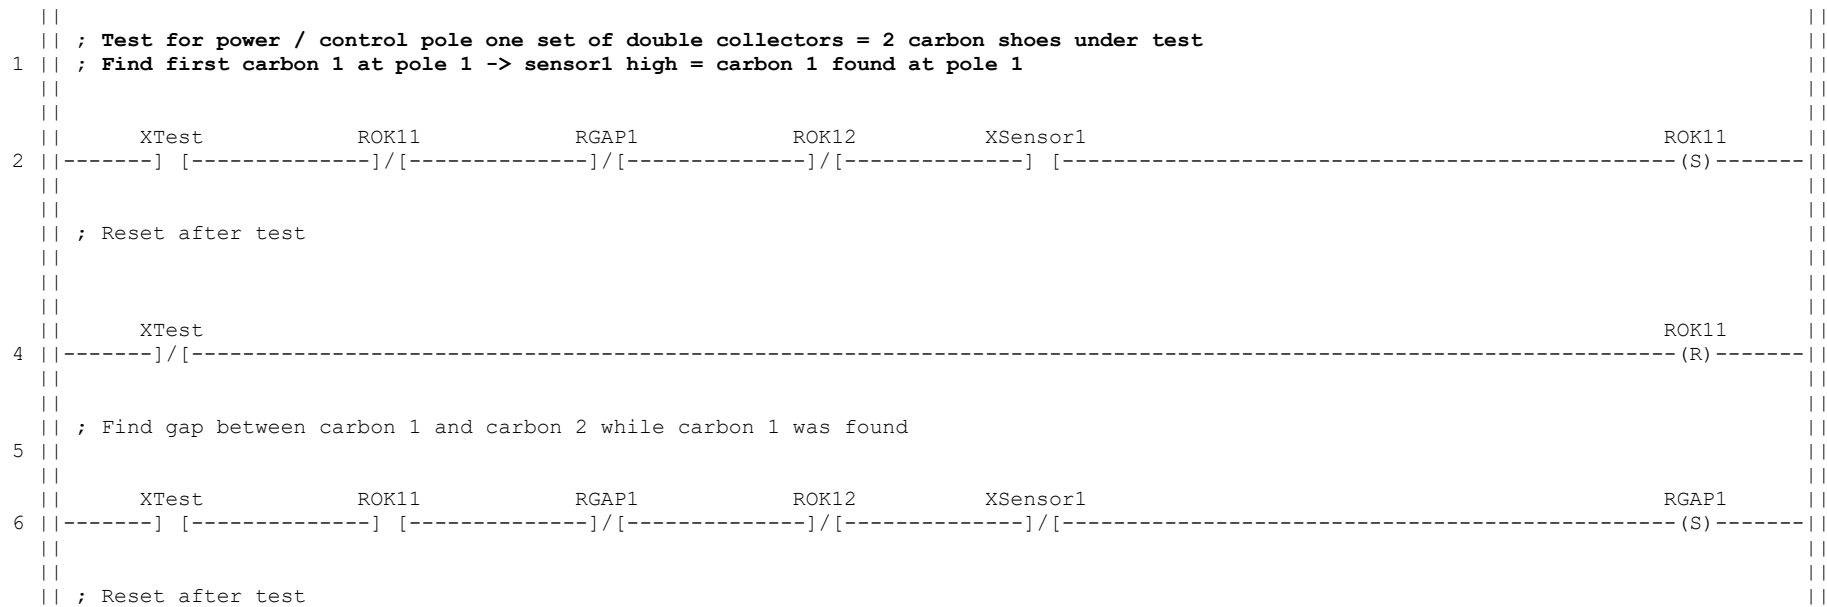 ; Test for power / control pole one set of double collectors = 2 carbon shoes under test
1 || ; Find first carbon 1 at pole 1 -> sensor1 high = carbon 1 found at pole 1
XTest ROK11 RGAP1 ROK12 XSensor1 ROK11
2 ||-------] [--------------]/[--------------]/[--------------]/[--------------] [------------------------------------------------(S)-------||
; Reset after test
XTest ROK11
4 ||-------]/[--------------------------------------------------------------------------------------------------------------------(R)-------||
; Find gap between carbon 1 and carbon 2 while carbon 1 was found
5 ||
XTest ROK11 RGAP1 ROK12 XSensor1 RGAP1
6 ||-------] [--------------] [--------------]/[--------------]/[--------------]/[------------------------------------------------(S)-------||
; Reset after test